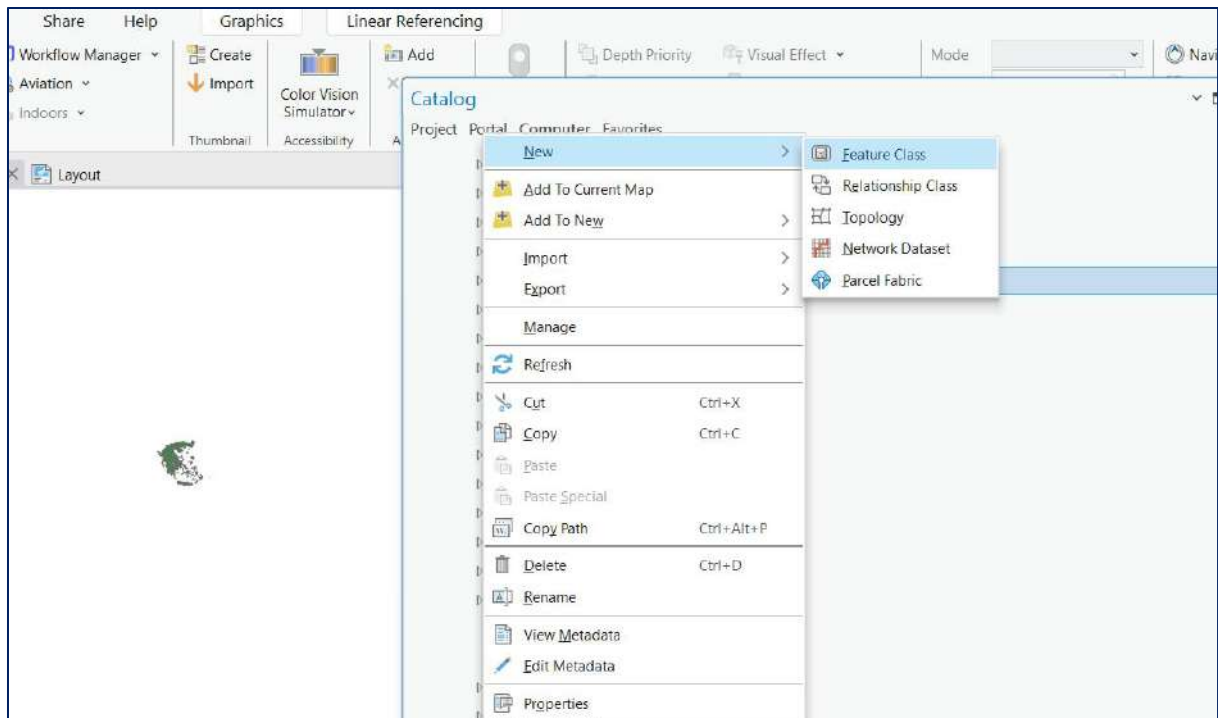 Share Help Graphics Linear Referencing
Workflow Manager Create Add Depth Priority Visual Effect Mode Navi
Aviation Import Color Vision
Indoors Simulator
Thumbnail Accessibility A
Catalog
Project Portal Computer Favorites
Layout
New
Add To Current Map
Add To New
Import
Export
Manage
Refresh
Cut Ctrl+X
Copy Ctrl+C
Paste
Paste Special
Copy Path Ctrl+Alt+P
Delete Ctrl+D
Rename
View Metadata
Edit Metadata
Properties
Feature Class
Relationship Class
Topology
Network Dataset
Parcel Fabric